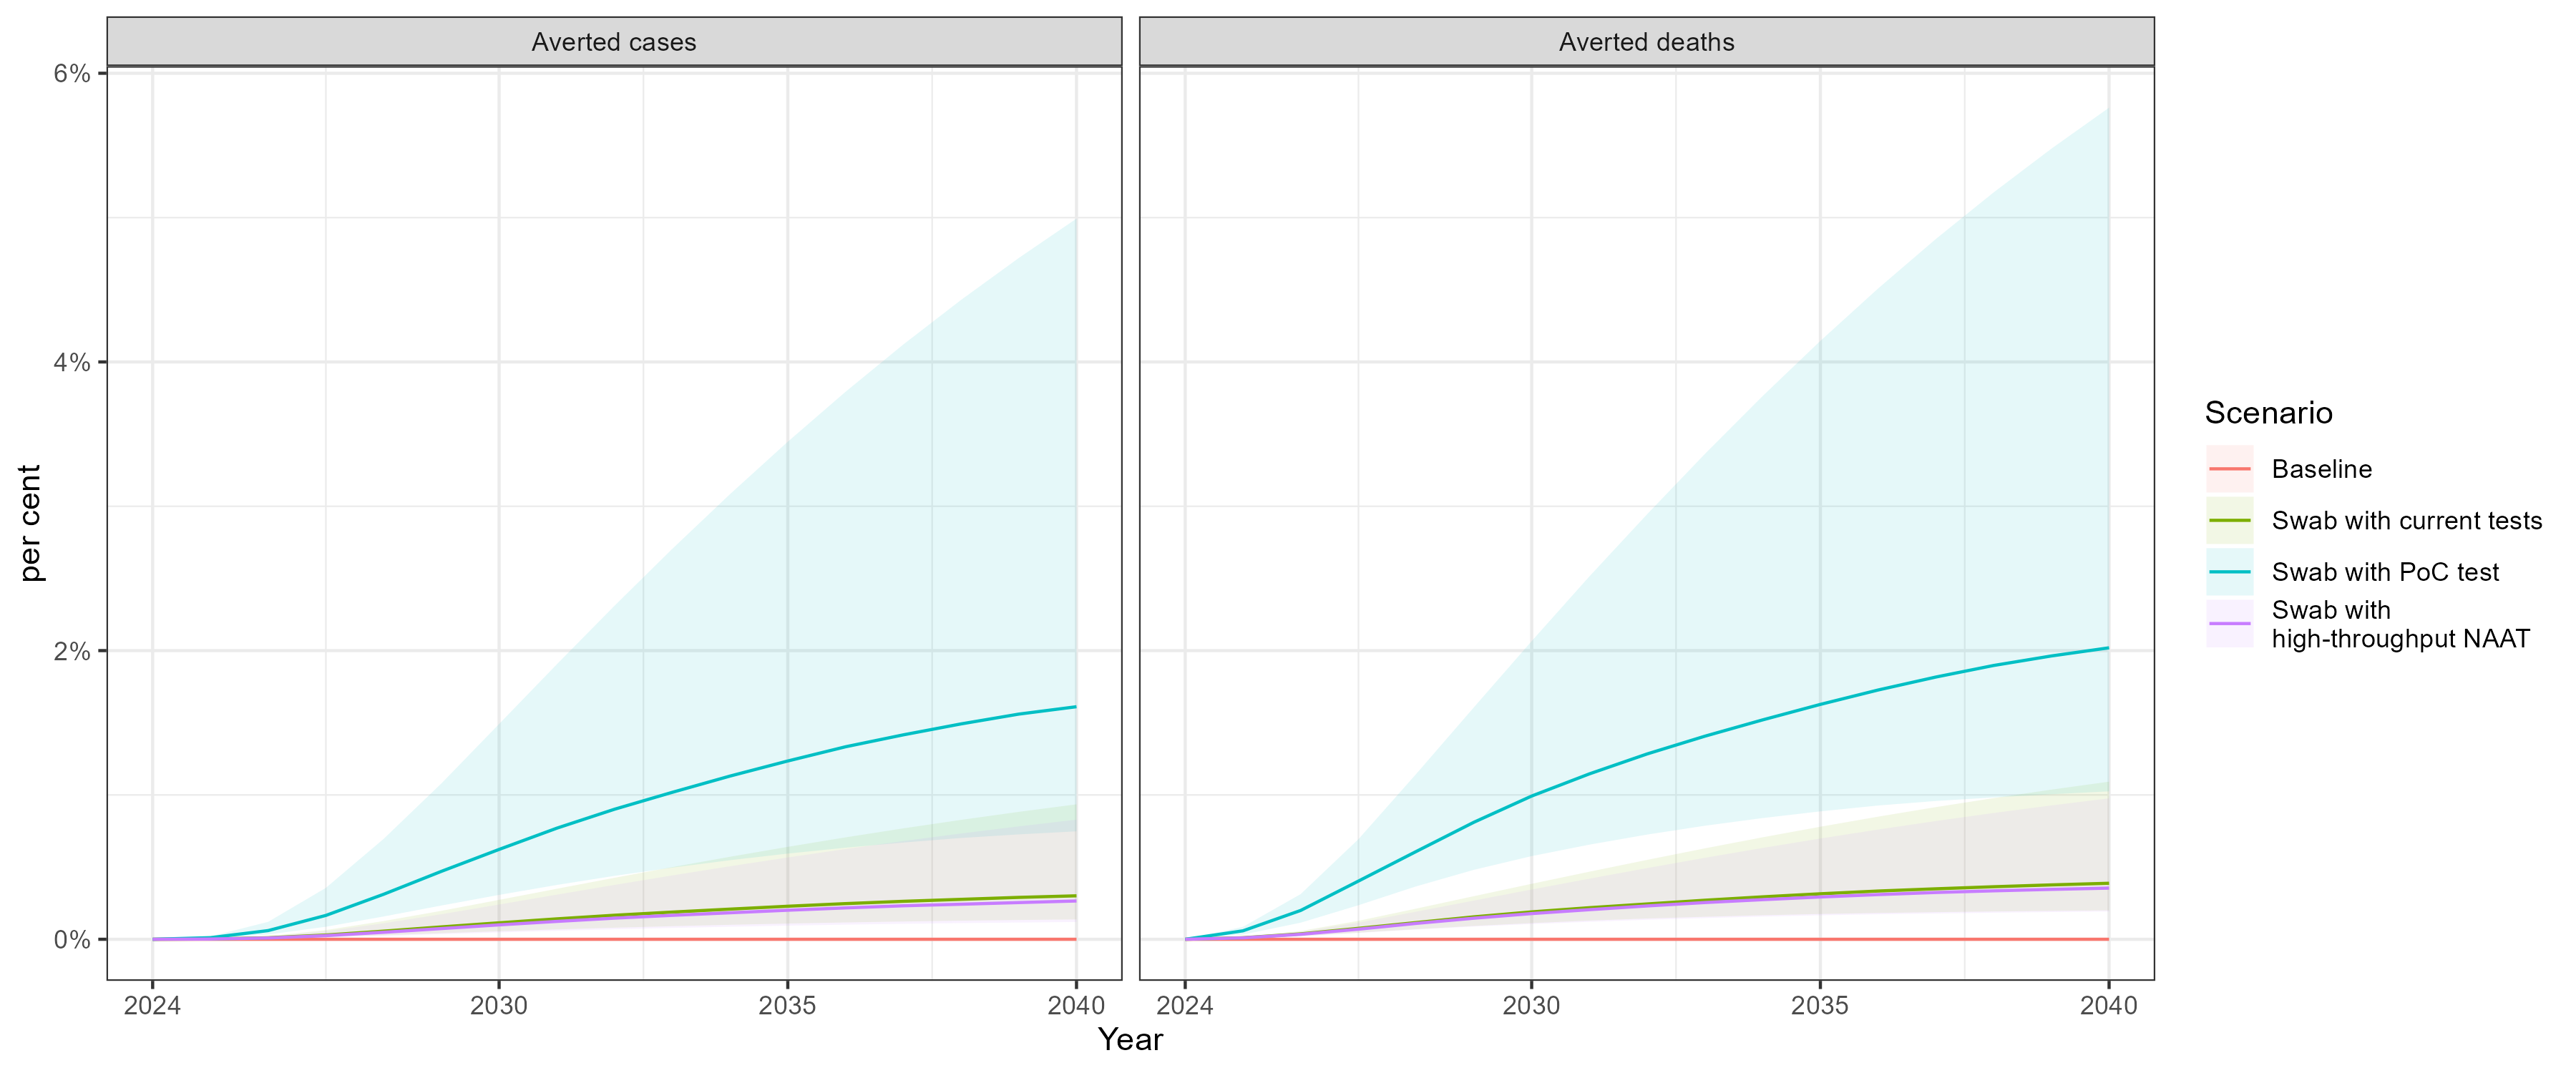 Averted cases
Averted deaths
6%
4%
2%
0%
per cent
2024
2030
2035
2040
2024
2030
2035
2040
Year
Scenario
Baseline
Swab with current tests
Swab with PoC test
Swab with
high-throughput NAAT